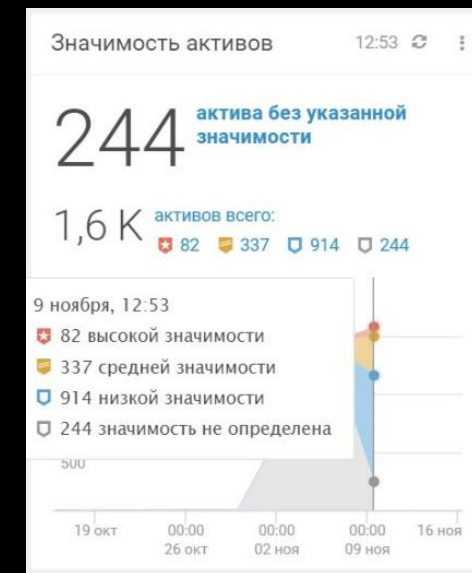 Значимость активов 12:53
244 актива без указанной
значимости
1,6 K активов всего:
82 337 914 244
9 ноября, 12:53
82 высокой значимости
337 средней значимости
914 низкой значимости
244 значимость не определена
500
19 окт 00:00 00:00 00:00 16 ноя
26 окт 02 ноя 09 ноя